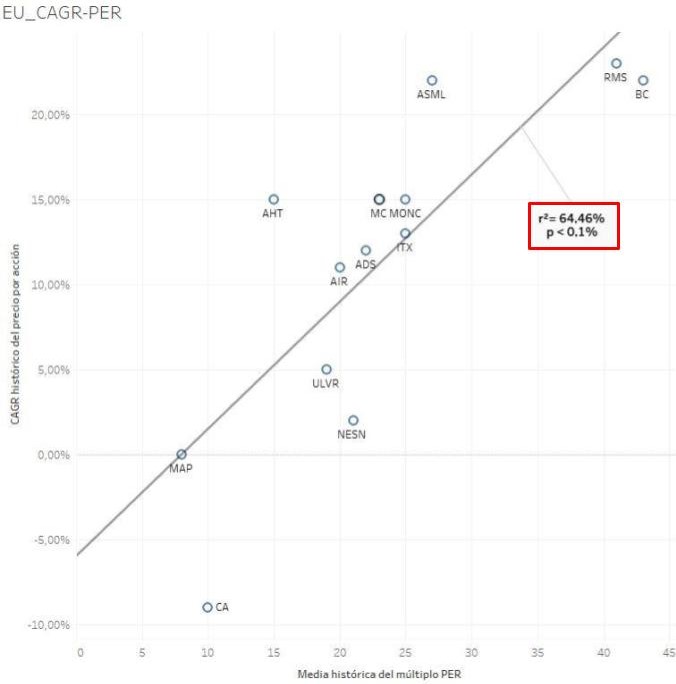 EU_CAGR-PER
RMS
BC
ASML
20,00%
15,00%
AHT
MC
MONC
r²= 64,46%
p < 0,1%
ITX
ADS
AIR
10,00%
CAGR histórico del precio por acción
5,00%
ULVR
NESN
0,00%
MAP
-5,00%
CA
-10,00%
0 5 10 15 20 25 30 35 40 45
Media histórica del múltiplo PER